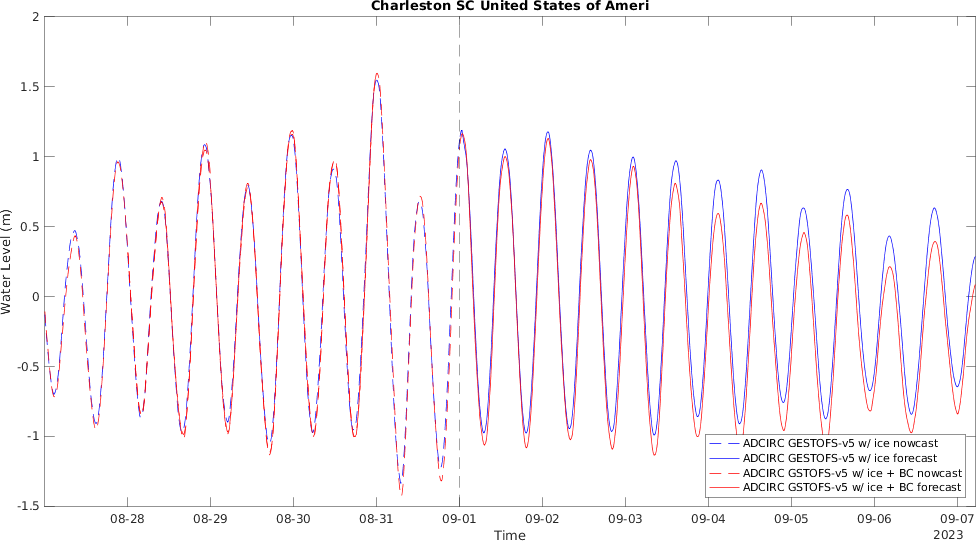 Charleston SC United States of Ameri
2
1.5
1
0.5
0
-0.5
-1
-1.5
Water Level (m)
ADCIRC GESTOFS-v5 w/ ice nowcast
ADCIRC GESTOFS-v5 w/ ice forecast
ADCIRC GSTOFS-v5 w/ ice + BC nowcast
ADCIRC GSTOFS-v5 w/ ice + BC forecast
08-28 08-29 08-30 08-31 09-01 09-02 09-03 09-04 09-05 09-06 09-07
Time
2023